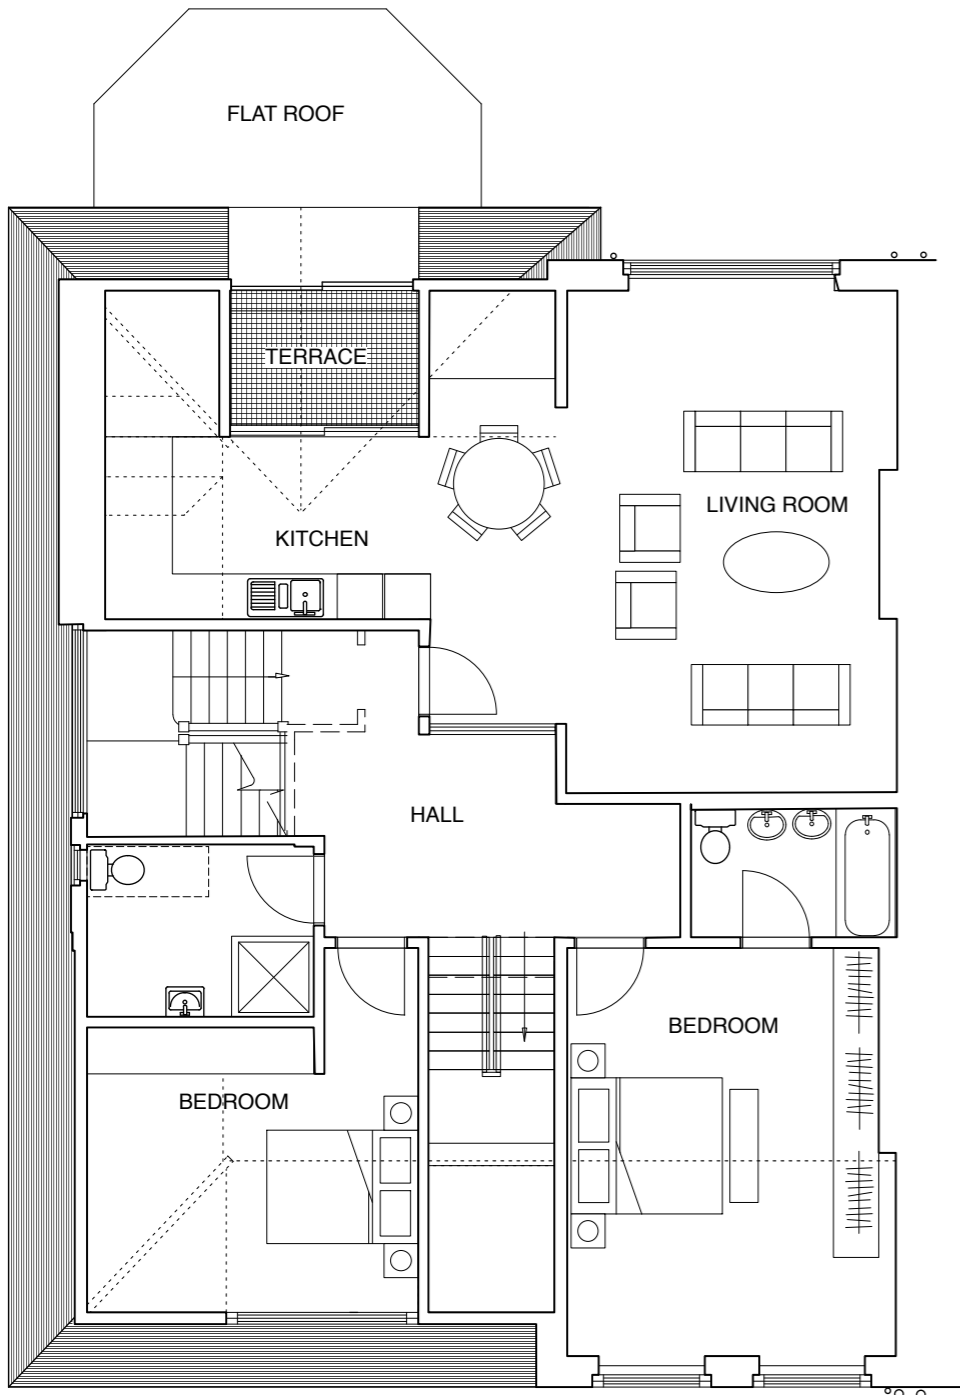 FLAT ROOF
TERRACE
LIVING ROOM
KITCHEN
HALL
BEDROOM
BEDROOM